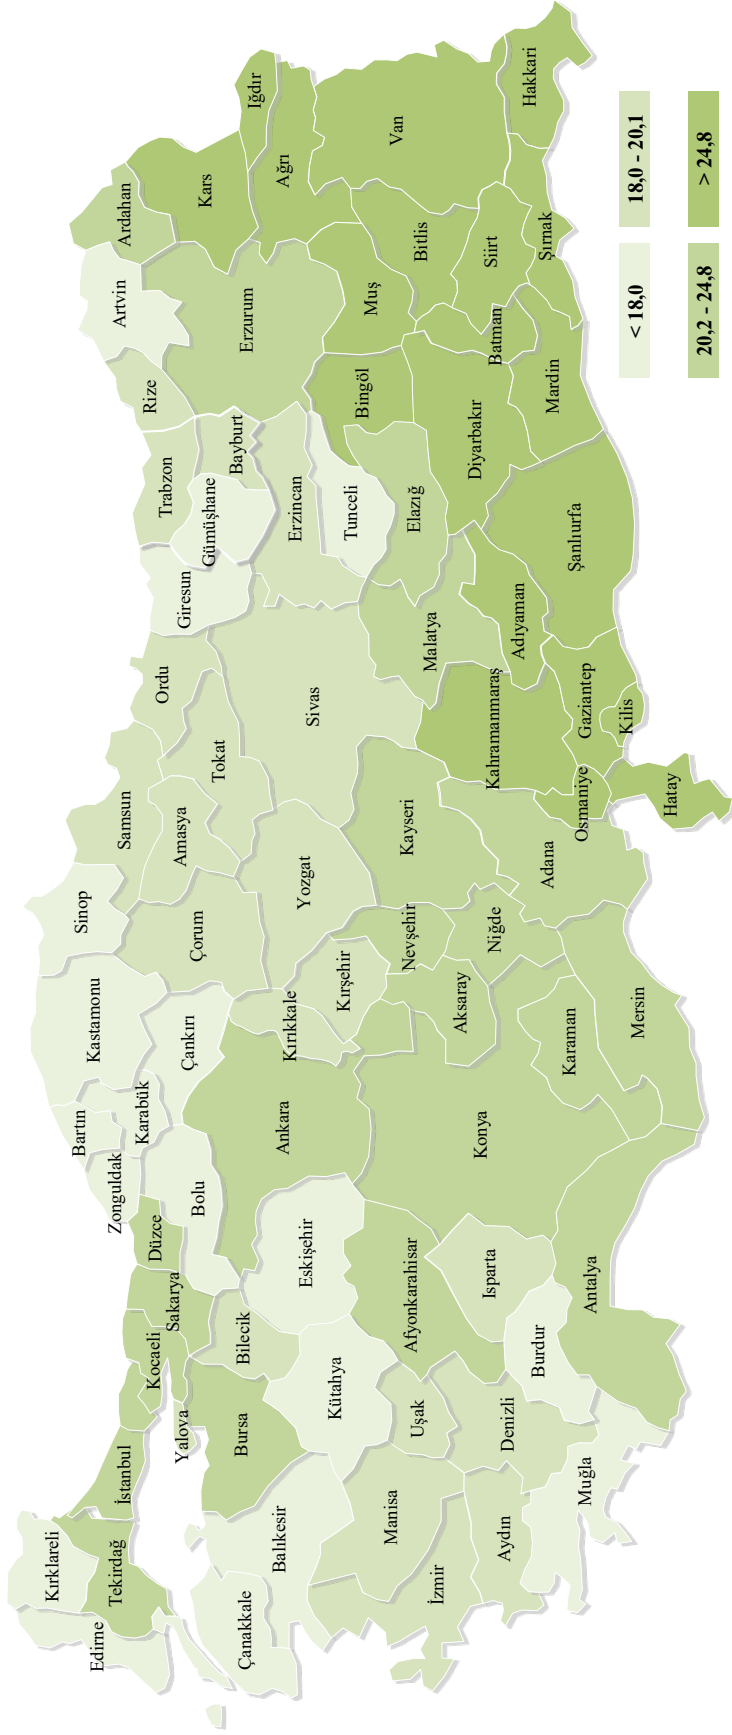 Kırklareli
Edirne
Tekirdağ
İstanbul
Kocaeli
Yalova
Sakarya
Düzce
Zonguldak
Bartın
Karabük
Kastamonu
Sinop
Samsun
Ordu
Giresun
Trabzon
Rize
Artvin
Ardahan
Çanakkale
Balıkesir
Bursa
Bilecik
Bolu
Çankırı
Çorum
Amasya
Tokat
Gümüşhane
Bayburt
Erzurum
Kars
Iğdır
Kütahya
Eskişehir
Ankara
Kırıkkale
Yozgat
Sivas
Erzincan
Tunceli
Bingöl
Muş
Ağrı
Manisa
İzmir
Uşak
Afyonkarahisar
Kırşehir
Nevşehir
Kayseri
Malatya
Elazığ
Bitlis
Van
Aydın
Denizli
Isparta
Konya
Aksaray
Niğde
Kahramanmaraş
Adıyaman
Diyarbakır
Batman
Siirt
Hakkari
Muğla
Burdur
Antalya
Karaman
Mersin
Adana
Osmaniye
Gaziantep
Kilis
Şanlıurfa
Mardin
Şırnak
Hatay
< 18,0
18,0 - 20,1
20,2 - 24,8
> 24,8